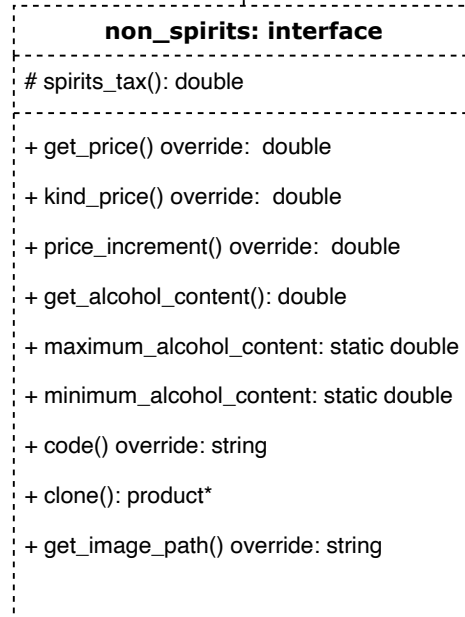 non_spirits: interface
# spirits_tax(): double
+ get_price() override:  double
+ kind_price() override:  double
+ price_increment() override:  double
+ get_alcohol_content(): double
+ maximum_alcohol_content: static double
+ minimum_alcohol_content: static double
+ code() override: string
+ clone(): product*
+ get_image_path() override: string